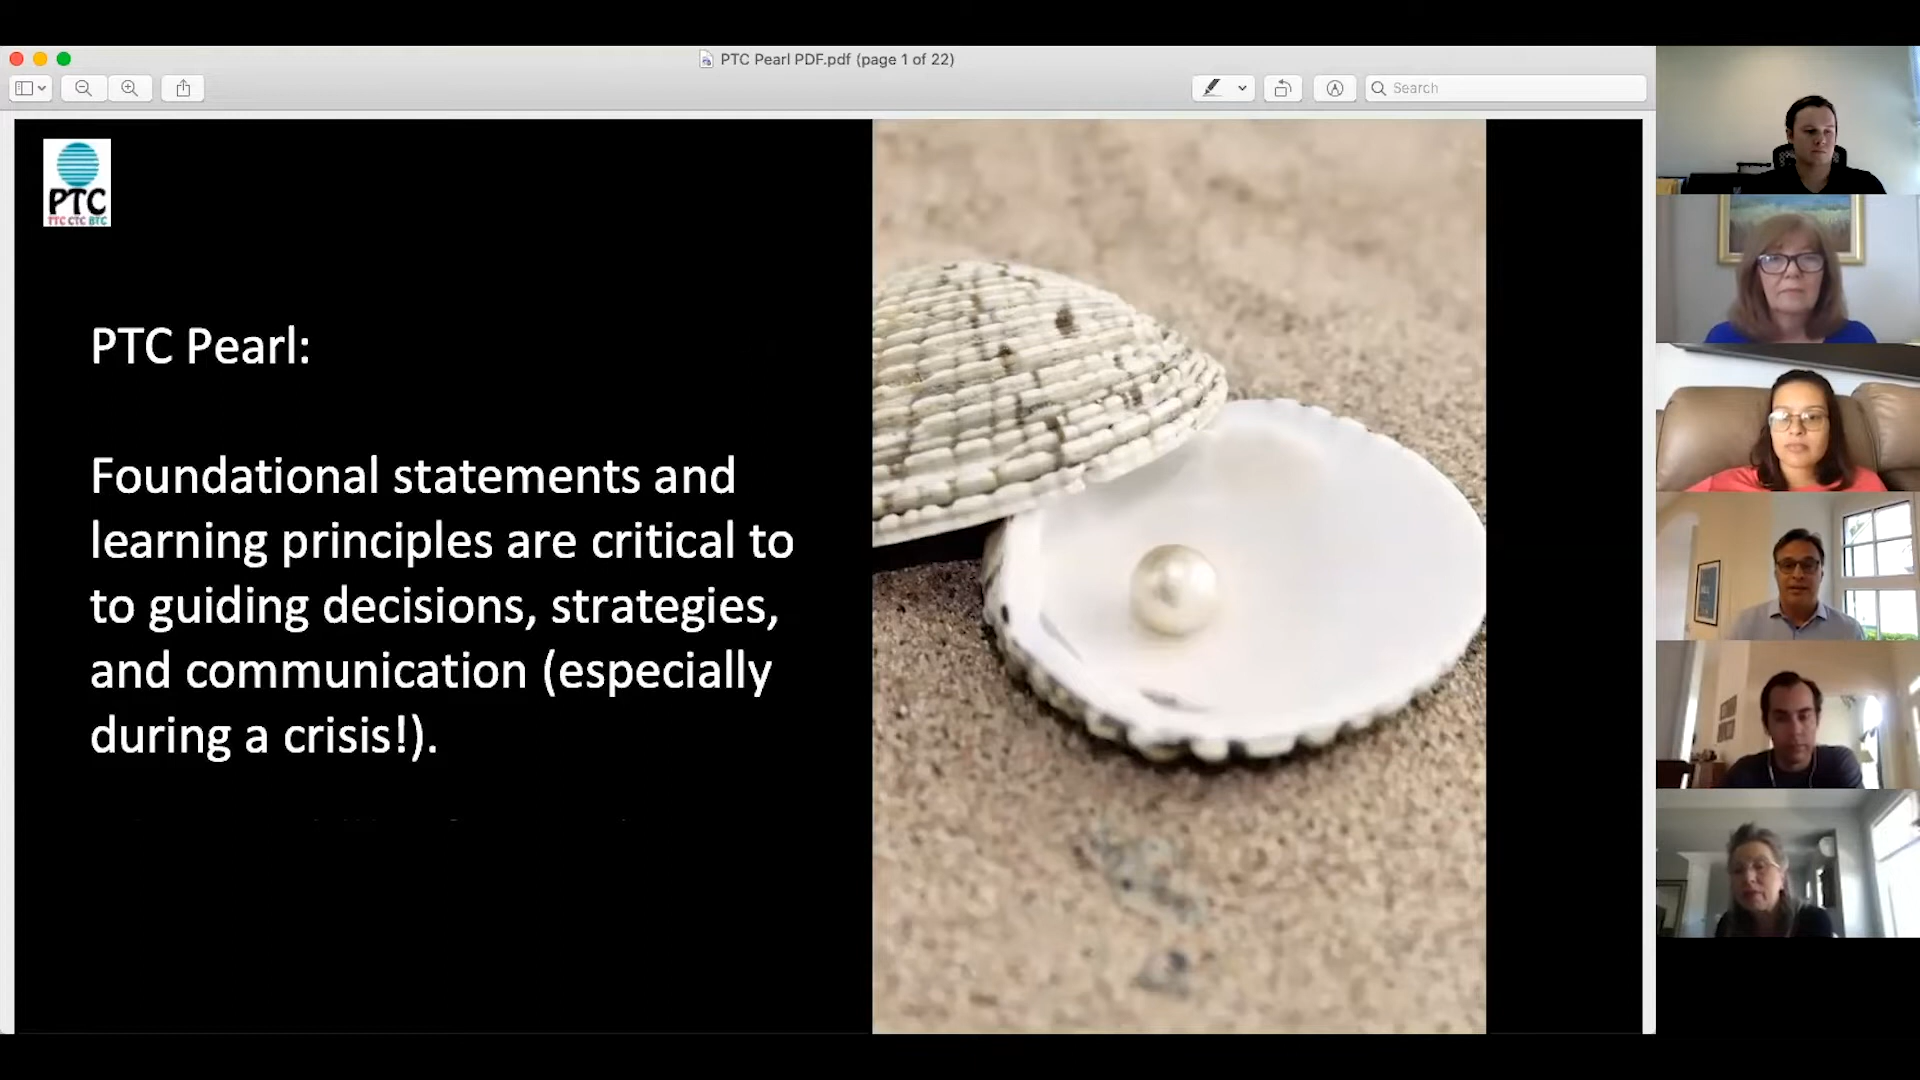 PTC Pearl PDF.pdf (page 1 of 22)
Search
PTC
TTC CTC BTC
PTC Pearl:
Foundational statements and
learning principles are critical to
to guiding decisions, strategies,
and communication (especially
during a crisis!).